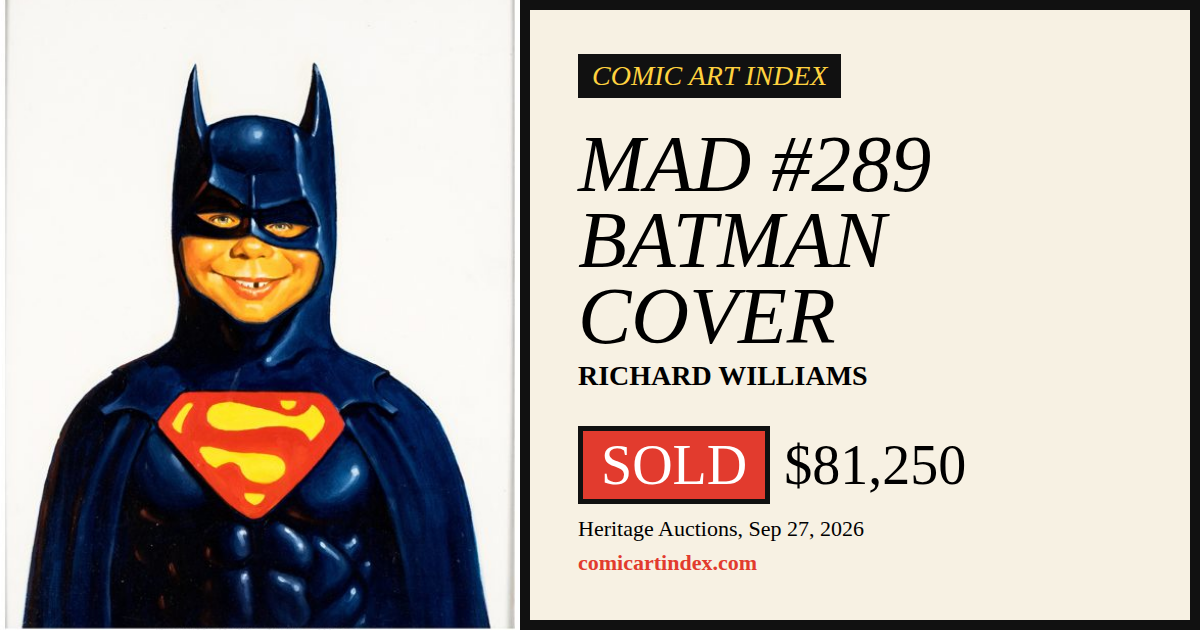 COMIC ART INDEX
MAD #289
BATMAN
COVER
RICHARD WILLIAMS
SOLD $81,250
Heritage Auctions, Sep 27, 2026
comicartindex.com